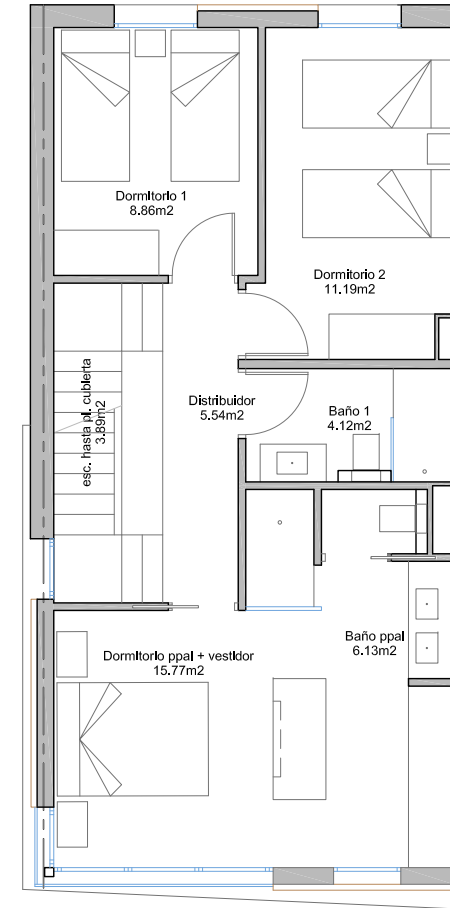 Dormitorio 1
8.86m2
Dormitorio 2
11.19m2
esc. hasta pl. cubierta
3.89m2
Distribuidor
5.54m2
Baño 1
4.12m2
Baño ppal
6.13m2
Dormitorio ppal + vestidor
15.77m2